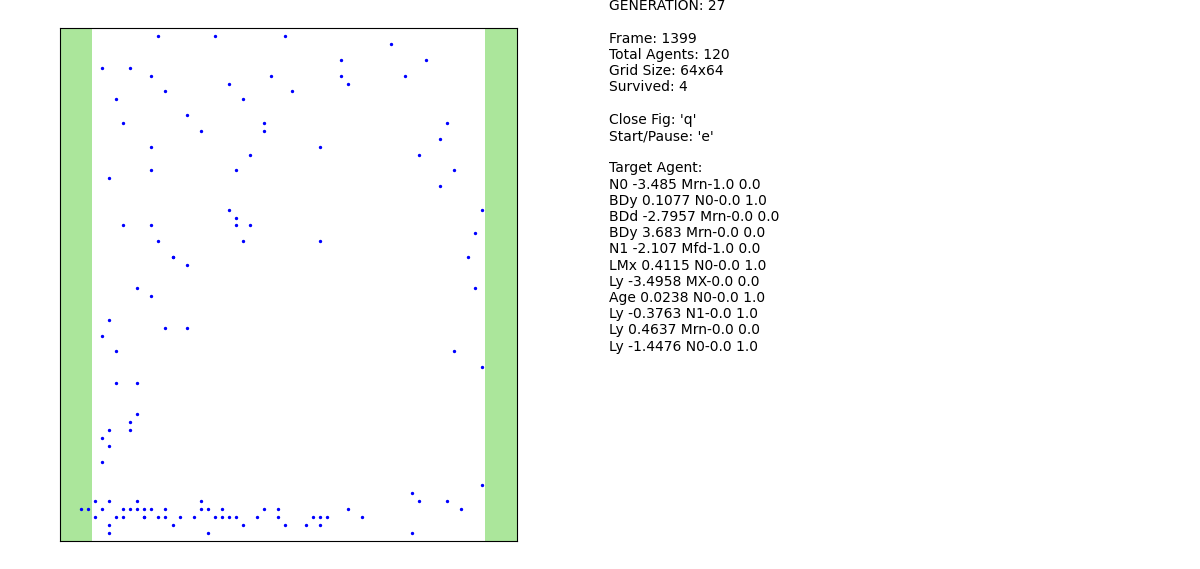 GENERATION: 27
Frame: 1399
Total Agents: 120
Grid Size: 64x64
Survived: 4
Close Fig: 'q'
Start/Pause: 'e'
Target Agent:
N0 -3.485 Mrn-1.0 0.0
BDy 0.1077 N0-0.0 1.0
BDd -2.7957 Mrn-0.0 0.0
BDy 3.683 Mrn-0.0 0.0
N1 -2.107 Mfd-1.0 0.0
LMx 0.4115 N0-0.0 1.0
Ly -3.4958 MX-0.0 0.0
Age 0.0238 N0-0.0 1.0
Ly -0.3763 N1-0.0 1.0
Ly 0.4637 Mrn-0.0 0.0
Ly -1.4476 N0-0.0 1.0